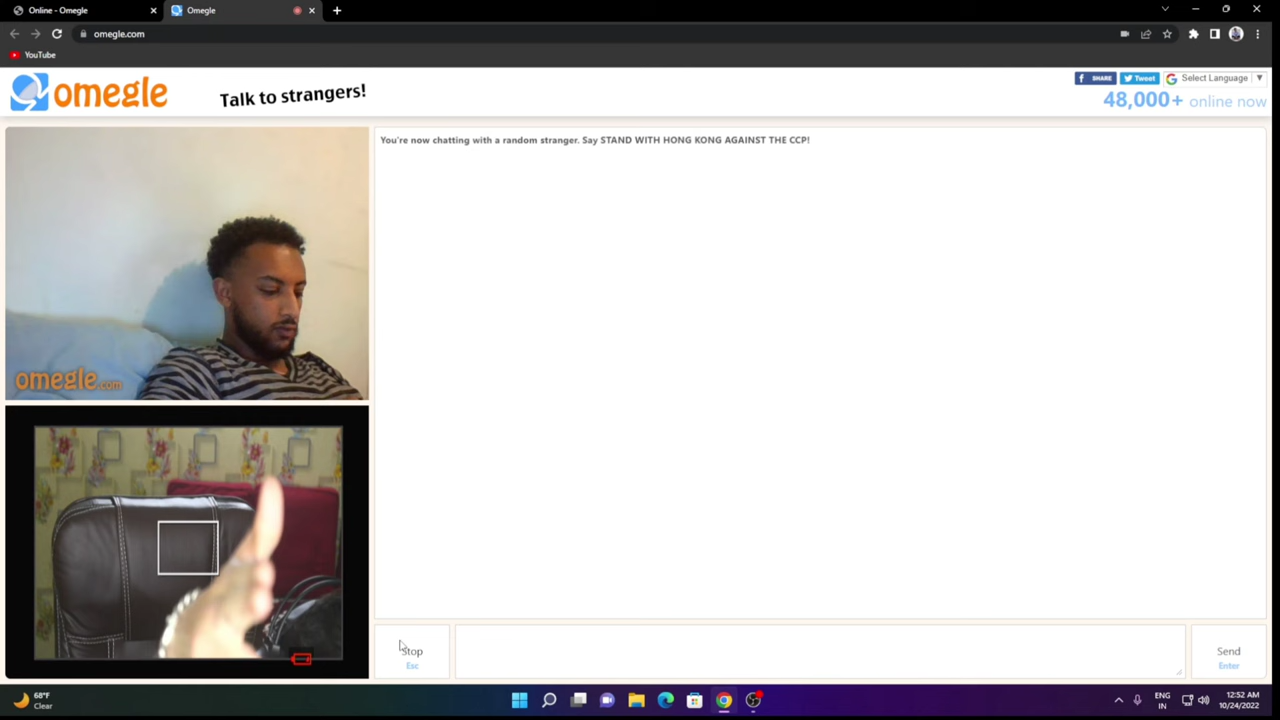 Online - Omegle
Omegle
omegle.com
YouTube
omegle
Talk to strangers!
SHARE
Tweet
Select Language
48,000+ online now
You're now chatting with a random stranger. Say STAND WITH HONG KONG AGAINST THE CCP!
omegle.com
Stop
Esc
Send
Enter
68°F
Clear
ENG
IN
12:52 AM
10/24/2022